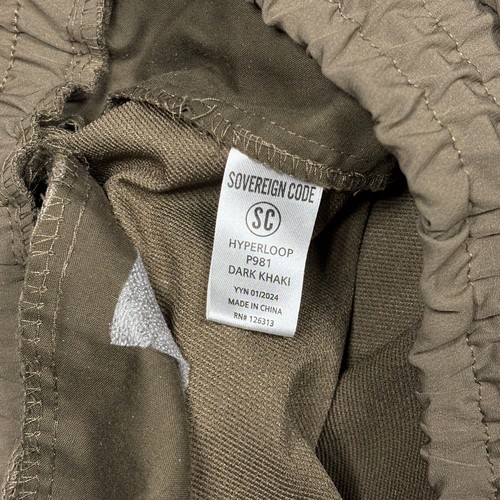 SOVEREIGN CODE
SC
HYPERLOOP
P981
DARK KHAKI
YYN 01/2024
MADE IN CHINA
RN# 126313